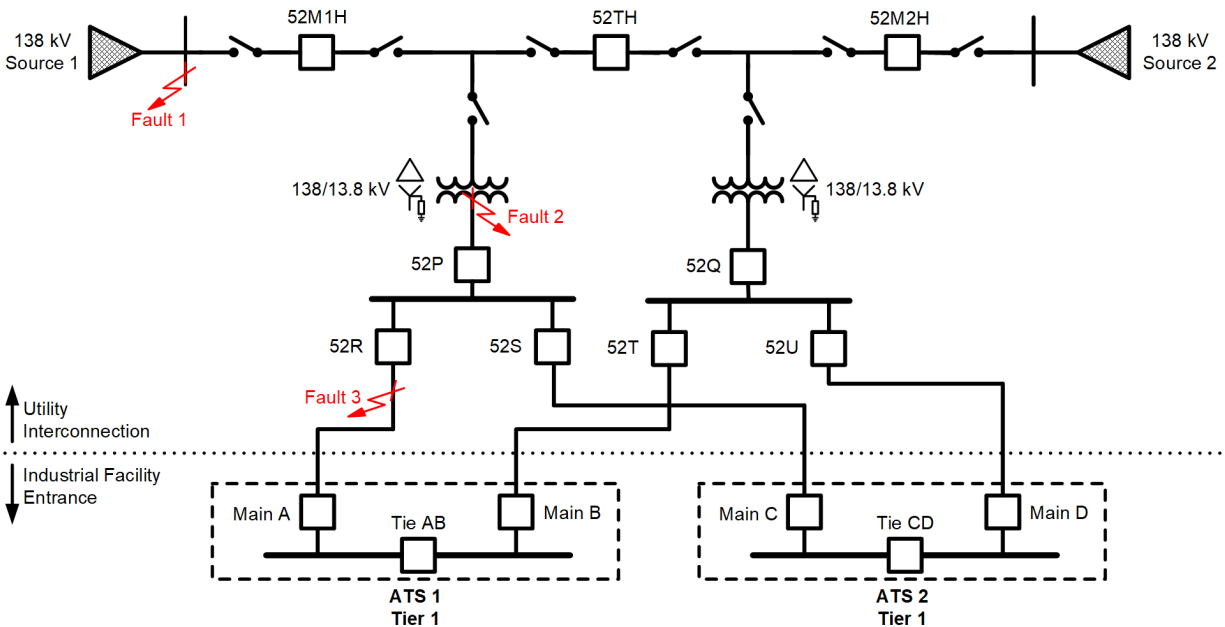 52M1H
52TH
52M2H
138 kV
Source 1
138 kV
Source 2
Fault 1
138/13.8 kV
138/13.8 kV
Fault 2
52P
52Q
52R
52S
52T
52U
Fault 3
Utility
Interconnection
Industrial Facility
Entrance
Main A
Tie AB
Main B
Main C
Tie CD
Main D
ATS 1
Tier 1
ATS 2
Tier 1